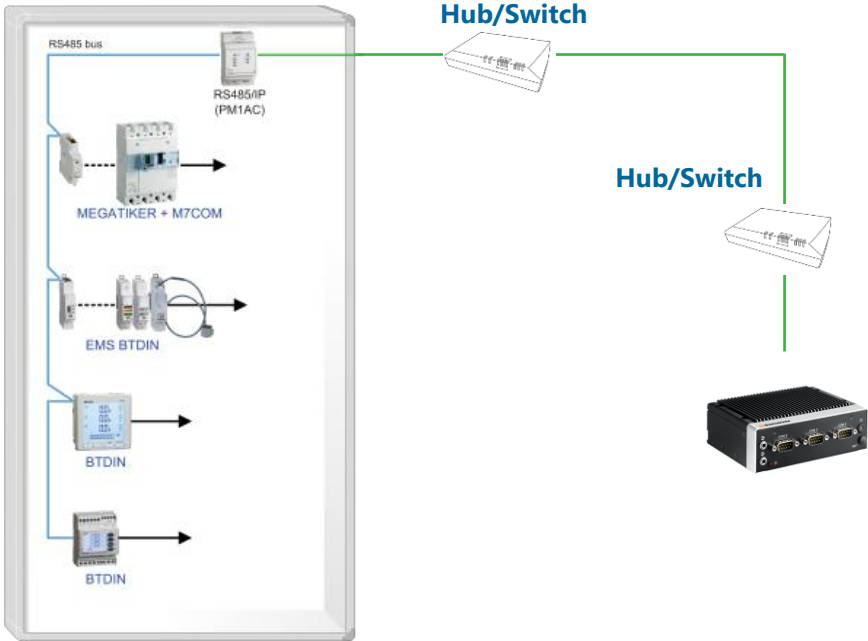 Hub/Switch
RS485 bus
RS485/IP
(PM1AC)
Hub/Switch
MEGATIKER + M7COM
EMS BTDIN
BTDIN
BTDIN